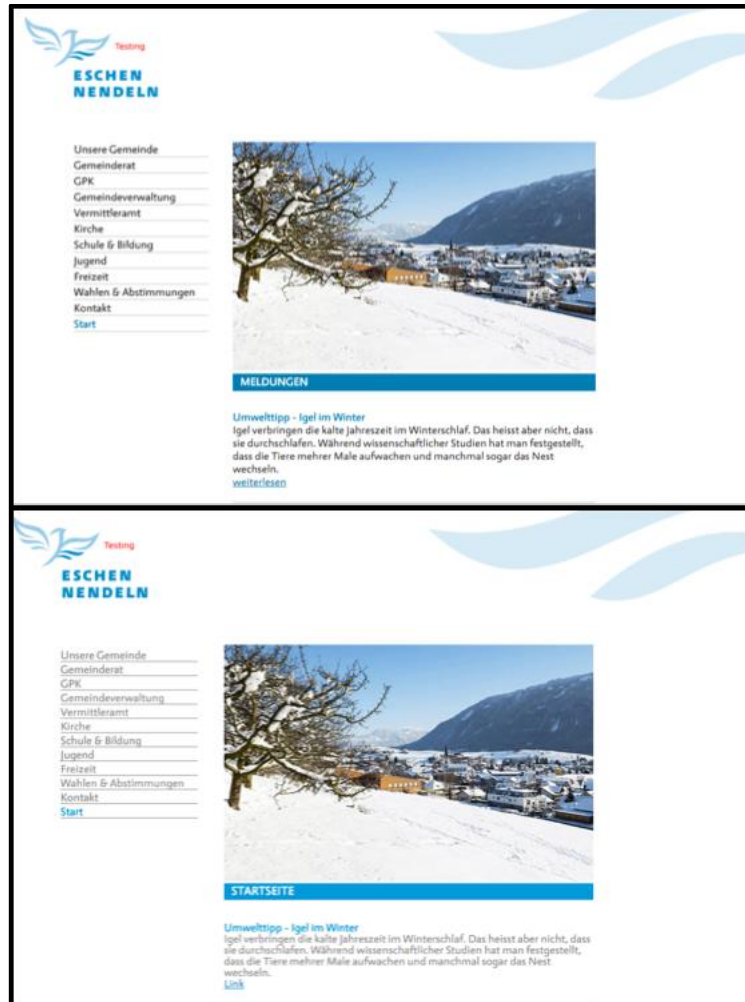 Testing
ESCHEN
NENDELN
Unsere Gemeinde
Gemeinderat
GPK
Gemeindeverwaltung
Vermittleramt
Kirche
Schule & Bildung
Jugend
Freizeit
Wahlen & Abstimmungen
Kontakt
Start
MELDUNGEN
Umwelttipp - Igel im Winter
Igel verbringen die kalte Jahreszeit im Winterschlaf. Das heisst aber nicht, dass
sie durchschlafen. Während wissenschaftlicher Studien hat man festgestellt,
dass die Tiere mehrer Male aufwachen und manchmal sogar das Nest
wechseln.
weiterlesen
Testing
ESCHEN
NENDELN
Unsere Gemeinde
Gemeinderat
GPK
Gemeindeverwaltung
Vermittleramt
Kirche
Schule & Bildung
Jugend
Freizeit
Wahlen & Abstimmungen
Kontakt
Start
STARTSEITE
Umwelttipp - Igel im Winter
Igel verbringen die kalte Jahreszeit im Winterschlaf. Das heisst aber nicht, dass
sie durchschlafen. Während wissenschaftlicher Studien hat man festgestellt,
dass die Tiere mehrer Male aufwachen und manchmal sogar das Nest
wechseln.
Link